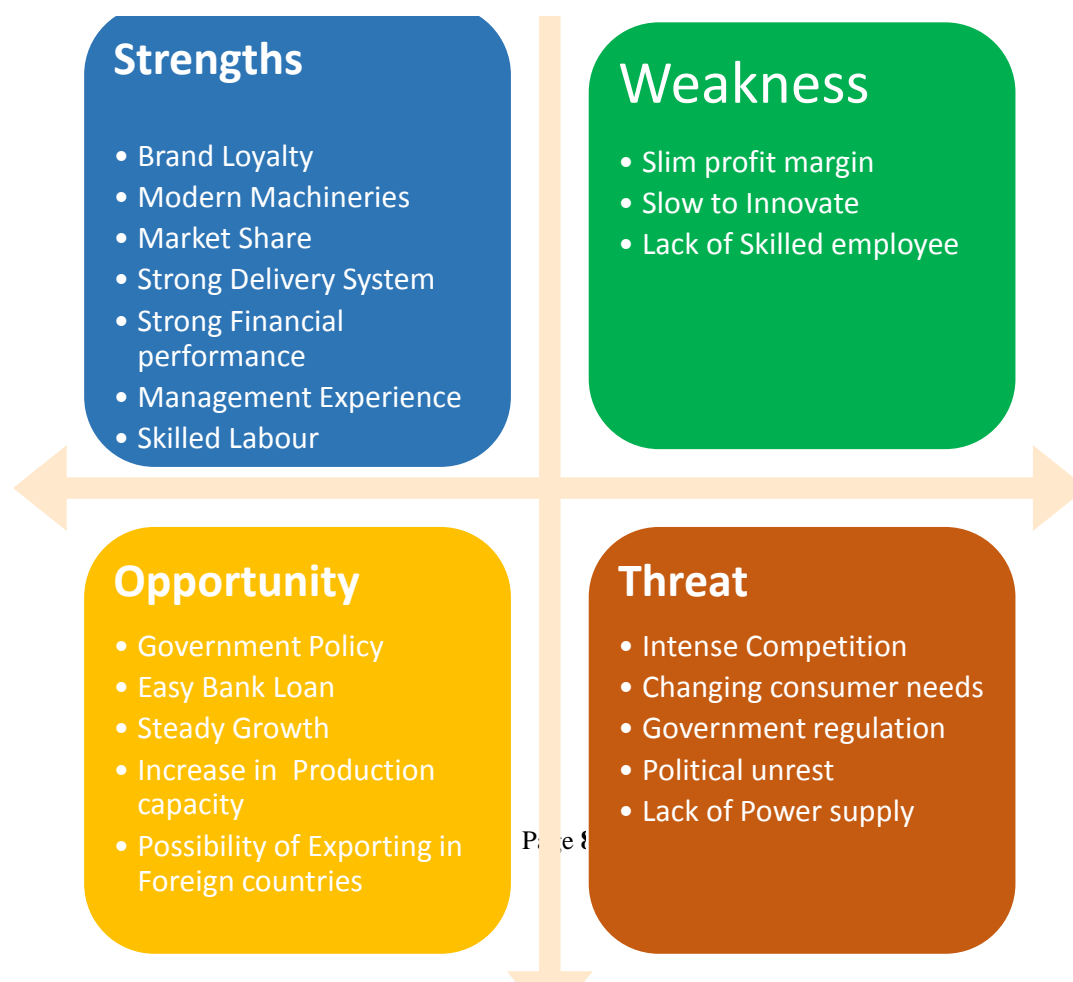 Strengths
• Brand Loyalty
• Modern Machineries
• Market Share
• Strong Delivery System
• Strong Financial
performance
• Management Experience
• Skilled Labour
Weakness
• Slim profit margin
• Slow to Innovate
• Lack of Skilled employee
Opportunity
• Government Policy
• Easy Bank Loan
• Steady Growth
• Increase in Production
capacity
• Possibility of Exporting in
Foreign countries
Threat
• Intense Competition
• Changing consumer needs
• Government regulation
• Political unrest
• Lack of Power supply